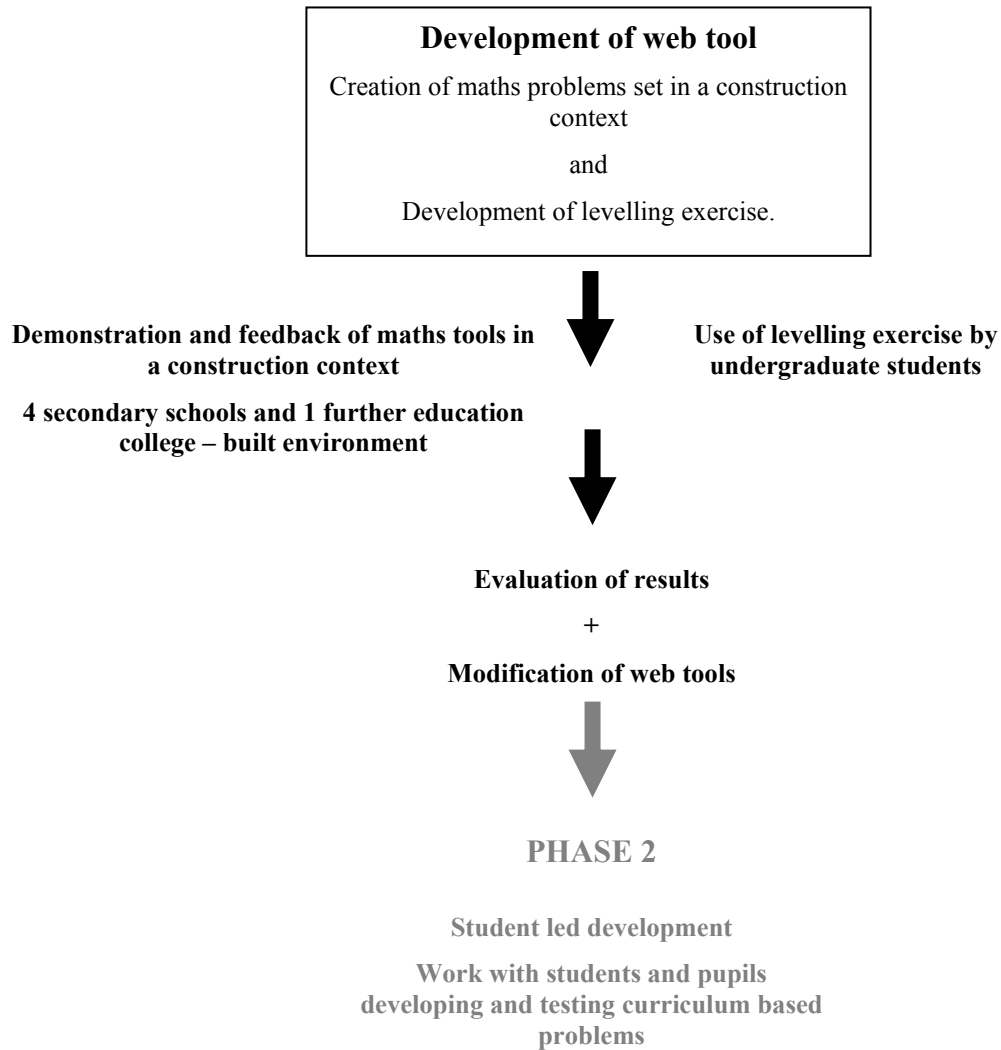 Development of web tool
Creation of maths problems set in a construction
context
and
Development of levelling exercise.
Demonstration and feedback of maths tools in
a construction context
4 secondary schools and 1 further education
college – built environment
Use of levelling exercise by
undergraduate students
Evaluation of results
+
Modification of web tools
PHASE 2
Student led development
Work with students and pupils
developing and testing curriculum based
problems